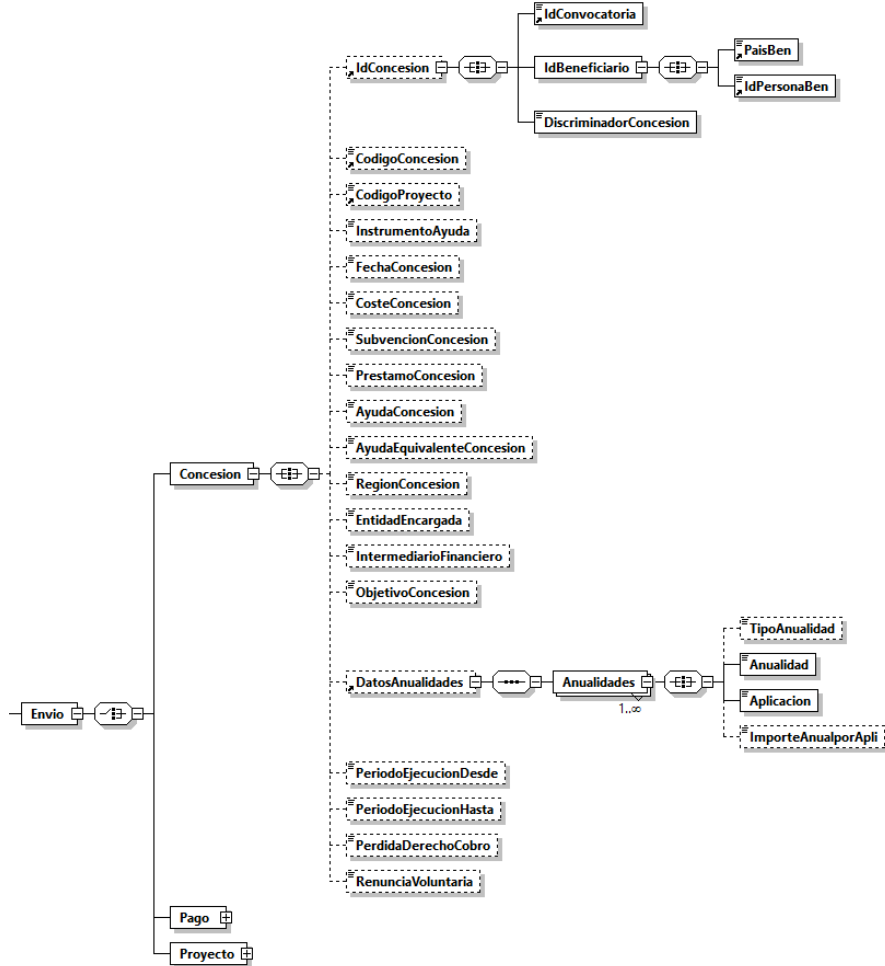 IdConvocatoria
PaisBen
IdConcesion
IdBeneficiario
IdPersonaBen
DiscriminadorConcesion
CodigoConcesion
CodigoProyecto
InstrumentoAyuda
FechaConcesion
CosteConcesion
SubvencionConcesion
PrestamoConcesion
AyudaConcesion
AyudaEquivalenteConcesion
Concesion
RegionConcesion
EntidadEncargada
IntermediarioFinanciero
ObjetivoConcesion
TipoAnualidad
Anualidad
DatosAnualidades
Anualidades
1..∞
Aplicacion
ImporteAnualporApli
Envio
PeriodoEjecucionDesde
PeriodoEjecucionHasta
PerdidaDerechoCobro
RenunciaVoluntaria
Pago
Proyecto